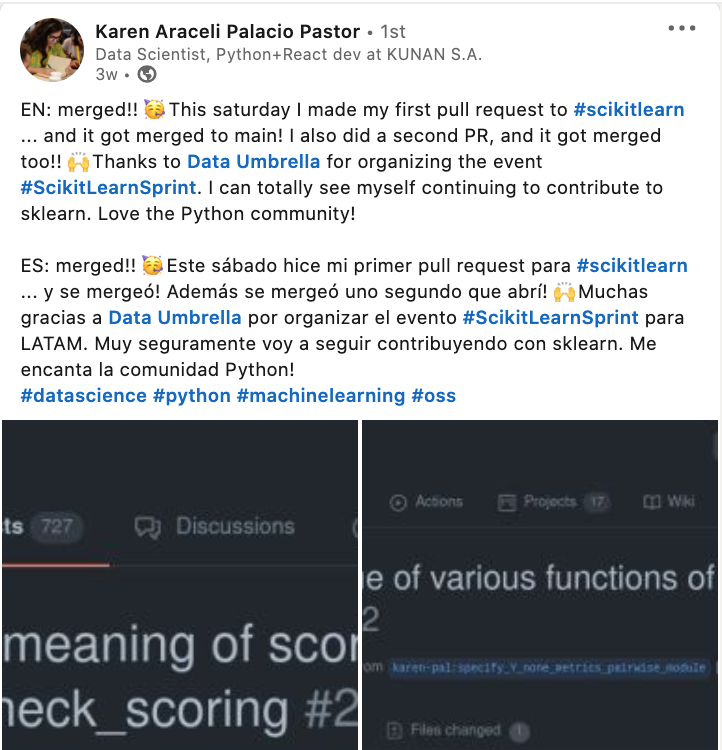 Karen Araceli Palacio Pastor • 1st
Data Scientist, Python+React dev at KUNAN S.A.
3w •
EN: merged!! 🥳 This saturday I made my first pull request to #scikitlearn
... and it got merged to main! I also did a second PR, and it got merged
too!! 🙌 Thanks to Data Umbrella for organizing the event
#ScikitLearnSprint. I can totally see myself continuing to contribute to
sklearn. Love the Python community!
ES: merged!! 🥳 Este sábado hice mi primer pull request para #scikitlearn
... y se mergeó! Además se mergeó uno segundo que abrí! 🙌 Muchas
gracias a Data Umbrella por organizar el evento #ScikitLearnSprint para
LATAM. Muy seguramente voy a seguir contribuyendo con sklearn. Me
encanta la comunidad Python!
#datascience #python #machinelearning #oss
ts 727 Discussions
meaning of scor
heck_scoring #2
Actions Projects 17 Wiki
e of various functions of
2
om karen-pal:specify_Y_none_metrics_pairwise_module
Files changed 1